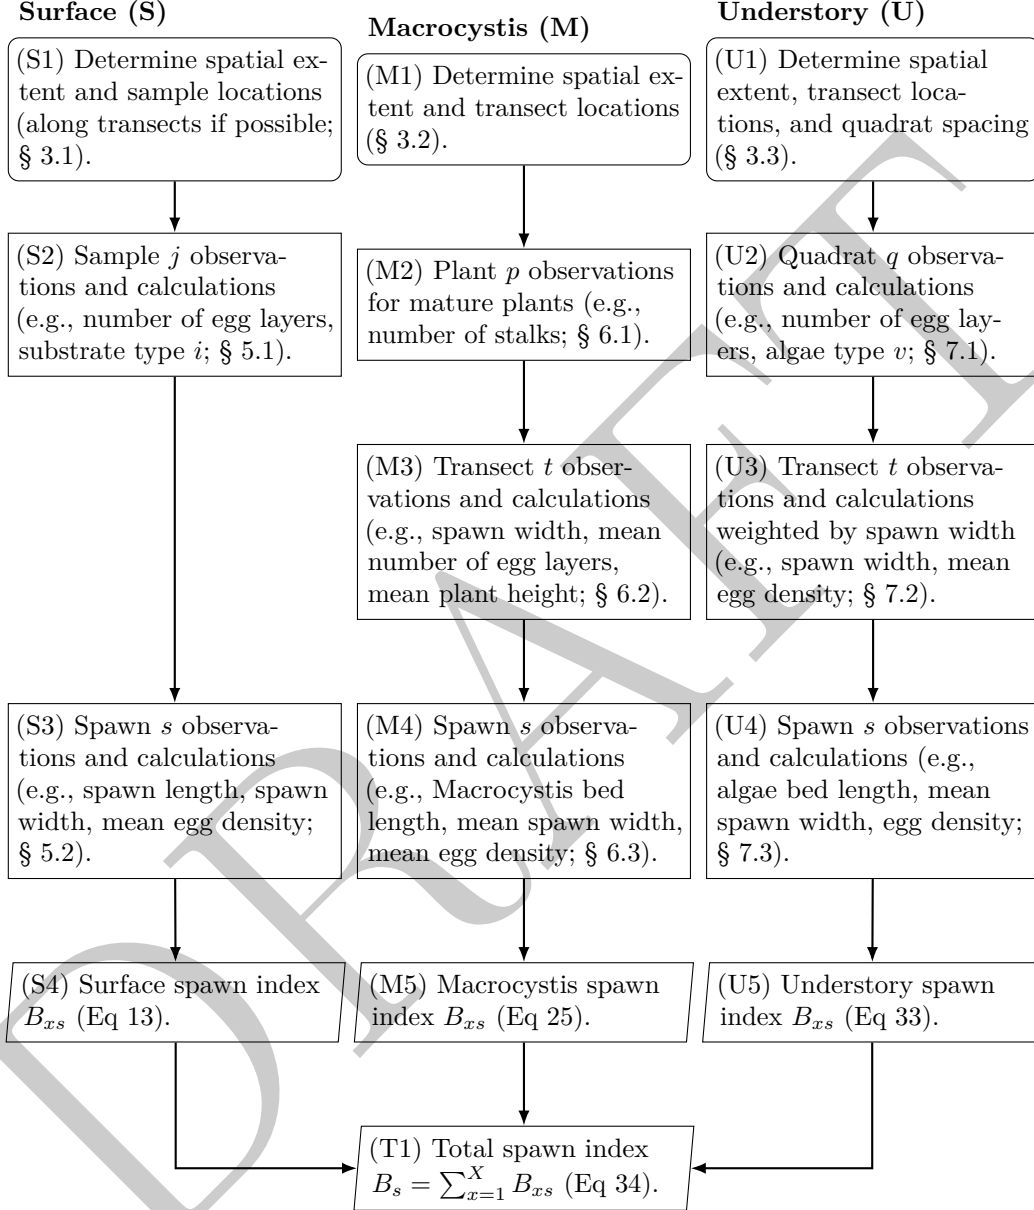 Surface (S)
(S1) Determine spatial ex-
tent and sample locations
(along transects if possible;
§ 3.1).
(S2) Sample j observa-
tions and calculations
(e.g., number of egg layers,
substrate type i; § 5.1).
(S3) Spawn s observa-
tions and calculations
(e.g., spawn length, spawn
width, mean egg density;
§ 5.2).
(S4) Surface spawn index
B_{xs} (Eq 13).
Macrocystis (M)
(M1) Determine spatial ex-
tent and transect locations
(§ 3.2).
(M2) Plant p observations
for mature plants (e.g.,
number of stalks; § 6.1).
(M3) Transect t obser-
vations and calculations
(e.g., spawn width, mean
number of egg layers,
mean plant height; § 6.2).
(M4) Spawn s observa-
tions and calculations
(e.g., Macrocystis bed
length, mean spawn width,
mean egg density; § 6.3).
(M5) Macrocystis spawn
index B_{xs} (Eq 25).
Understory (U)
(U1) Determine spatial
extent, transect loca-
tions, and quadrat spacing
(§ 3.3).
(U2) Quadrat q observa-
tions and calculations
(e.g., number of egg lay-
ers, algae type v; § 7.1).
(U3) Transect t observa-
tions and calculations
weighted by spawn width
(e.g., spawn width, mean
egg density; § 7.2).
(U4) Spawn s observations
and calculations (e.g.,
algae bed length, mean
spawn width, egg density;
§ 7.3).
(U5) Understory spawn
index B_{xs} (Eq 33).
(T1) Total spawn index
B_s = \sum_{x=1}^{X} B_{xs} (Eq 34).
DRAFT